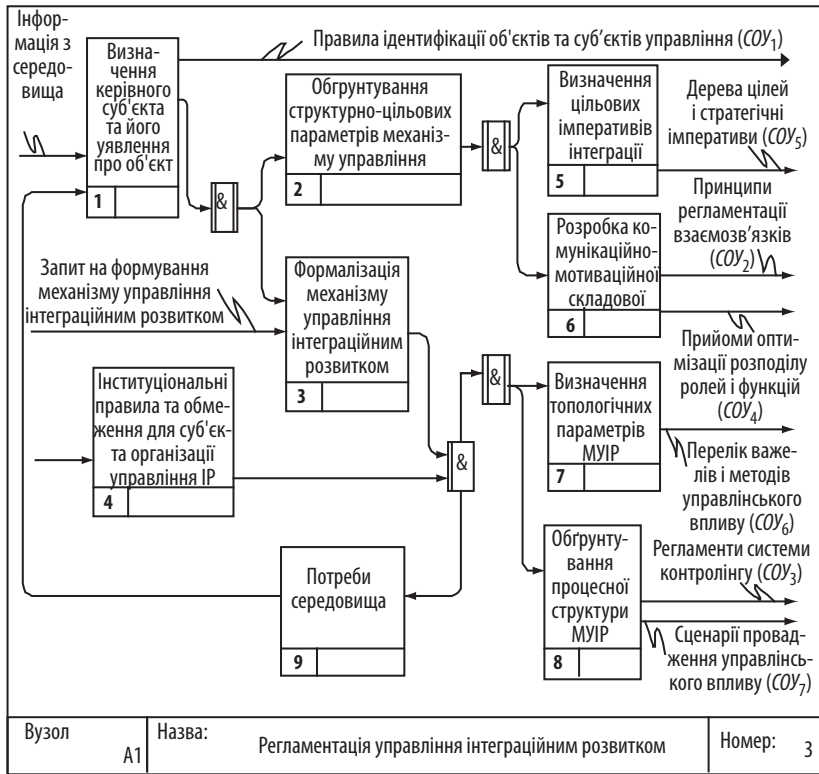 Інфор-
мація з
середо-
вища
Правила ідентифікації об'єктів та суб’єктів управління (СОУ1)
Визна-
чення
керівного
суб'єкта
та його
уявлення
про об'єкт
1
&
Обгрунтування
структурно-цільових
параметрів механіз-
му управління
2
&
Визначення
цільових
імперативів
інтеграції
5
Дерева цілей
і стратегічні
імперативи (СОУ5)
Принципи
регламентації
взаємозв’язків
(СОУ2)
Розробка ко-
мунікаційно-
мотиваційної
складової
6
Прийоми опти-
мізації розподілу
ролей і функцій
(СОУ4)
Запит на формування
механізму управління
інтеграційним розвитком
Формалізація
механізму
управління
інтеграційним
розвитком
3
Інституціональні
правила та обме-
ження для суб'єк-
та організації
управління ІР
4
&
&
Визначення
топологічних
параметрів
МУІР
7
Перелік важе-
лів і методів
управлінського
впливу (СОУ6)
Обґрунту-
вання
процесної
структури
МУІР
8
Регламенти системи
контролінгу (СОУ3)
Сценарії провад-
ження управлінсь-
кого впливу (СОУ7)
Потреби
середовища
9
Вузол
А1
Назва:
Регламентація управління інтеграційним розвитком
Номер: 3